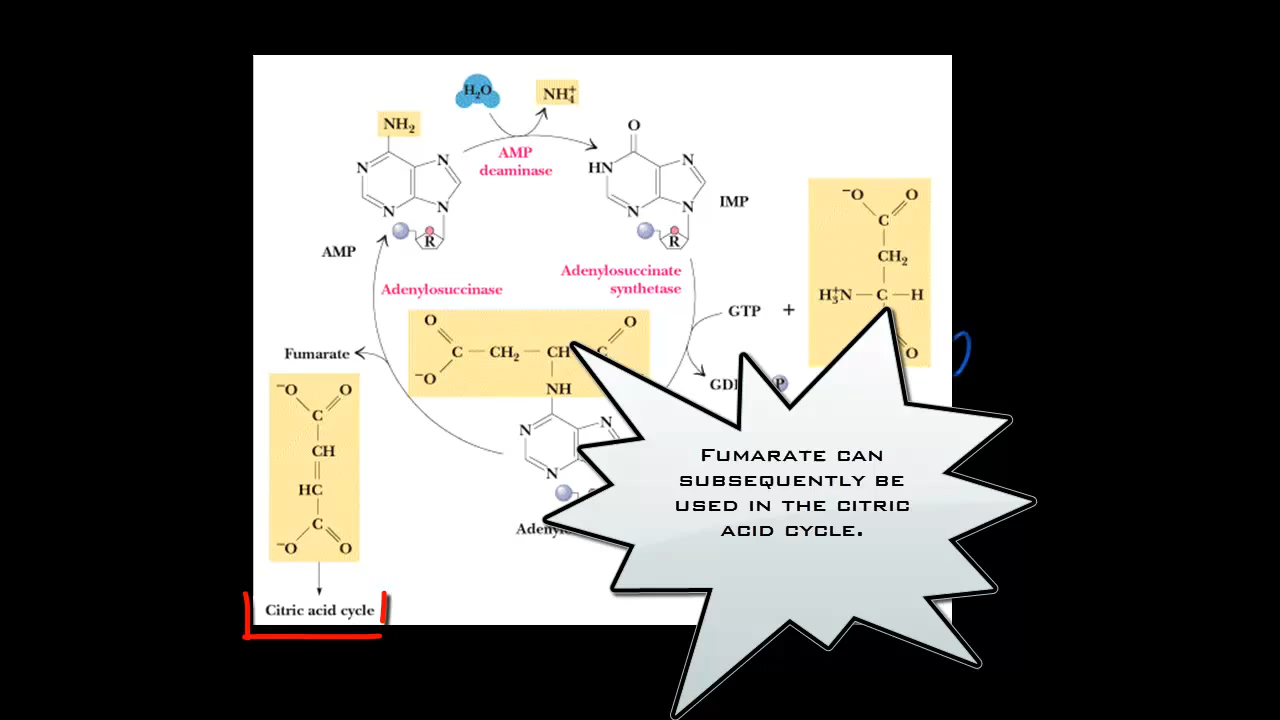 H₂O
NH₄⁺
NH₂
N
N
N
N
R
AMP
AMP
deaminase
O
HN
N
N
N
R
IMP
⁻O
O
C
CH₂
H₃⁺N — C — H
O
Adenylosuccinase
Adenylosuccinate
synthetase
GTP +
P
O
O
C — CH₂ — CH
C
⁻O
NH
N
N
N
Fumarate
⁻O
O
C
CH
HC
C
⁻O
O
Citric acid cycle
Fumarate can
subsequently be
used in the citric
acid cycle.